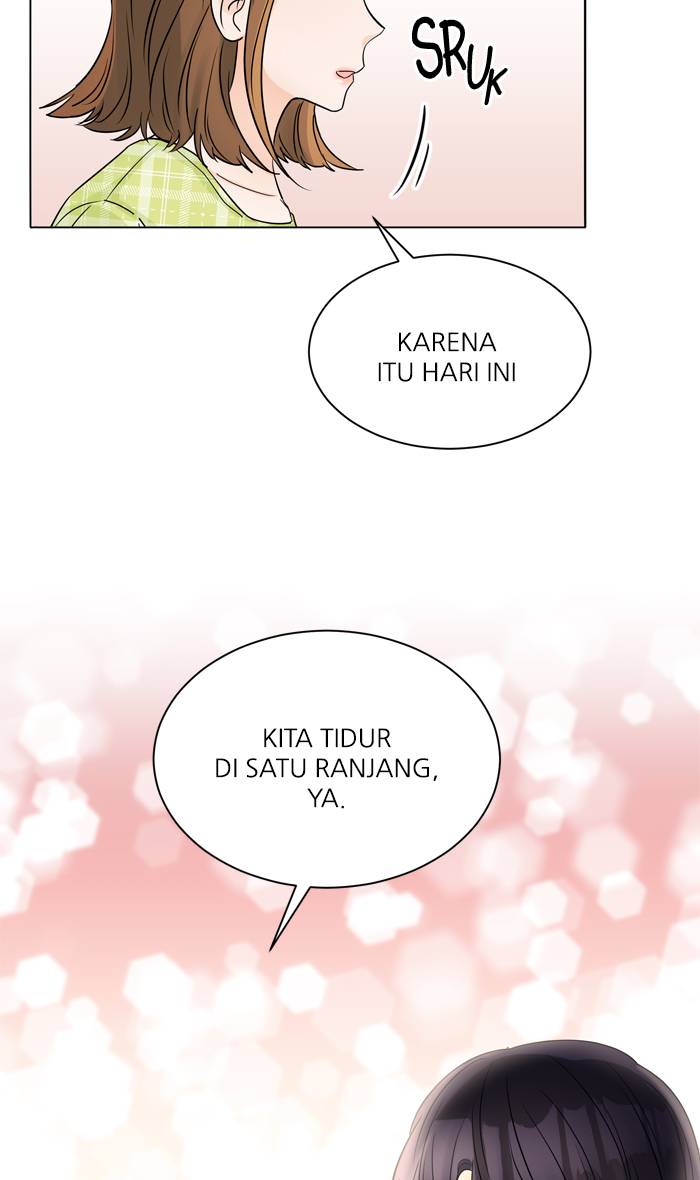 SRUK
KARENA
ITU HARI INI
KITA TIDUR
DI SATU RANJANG,
YA.